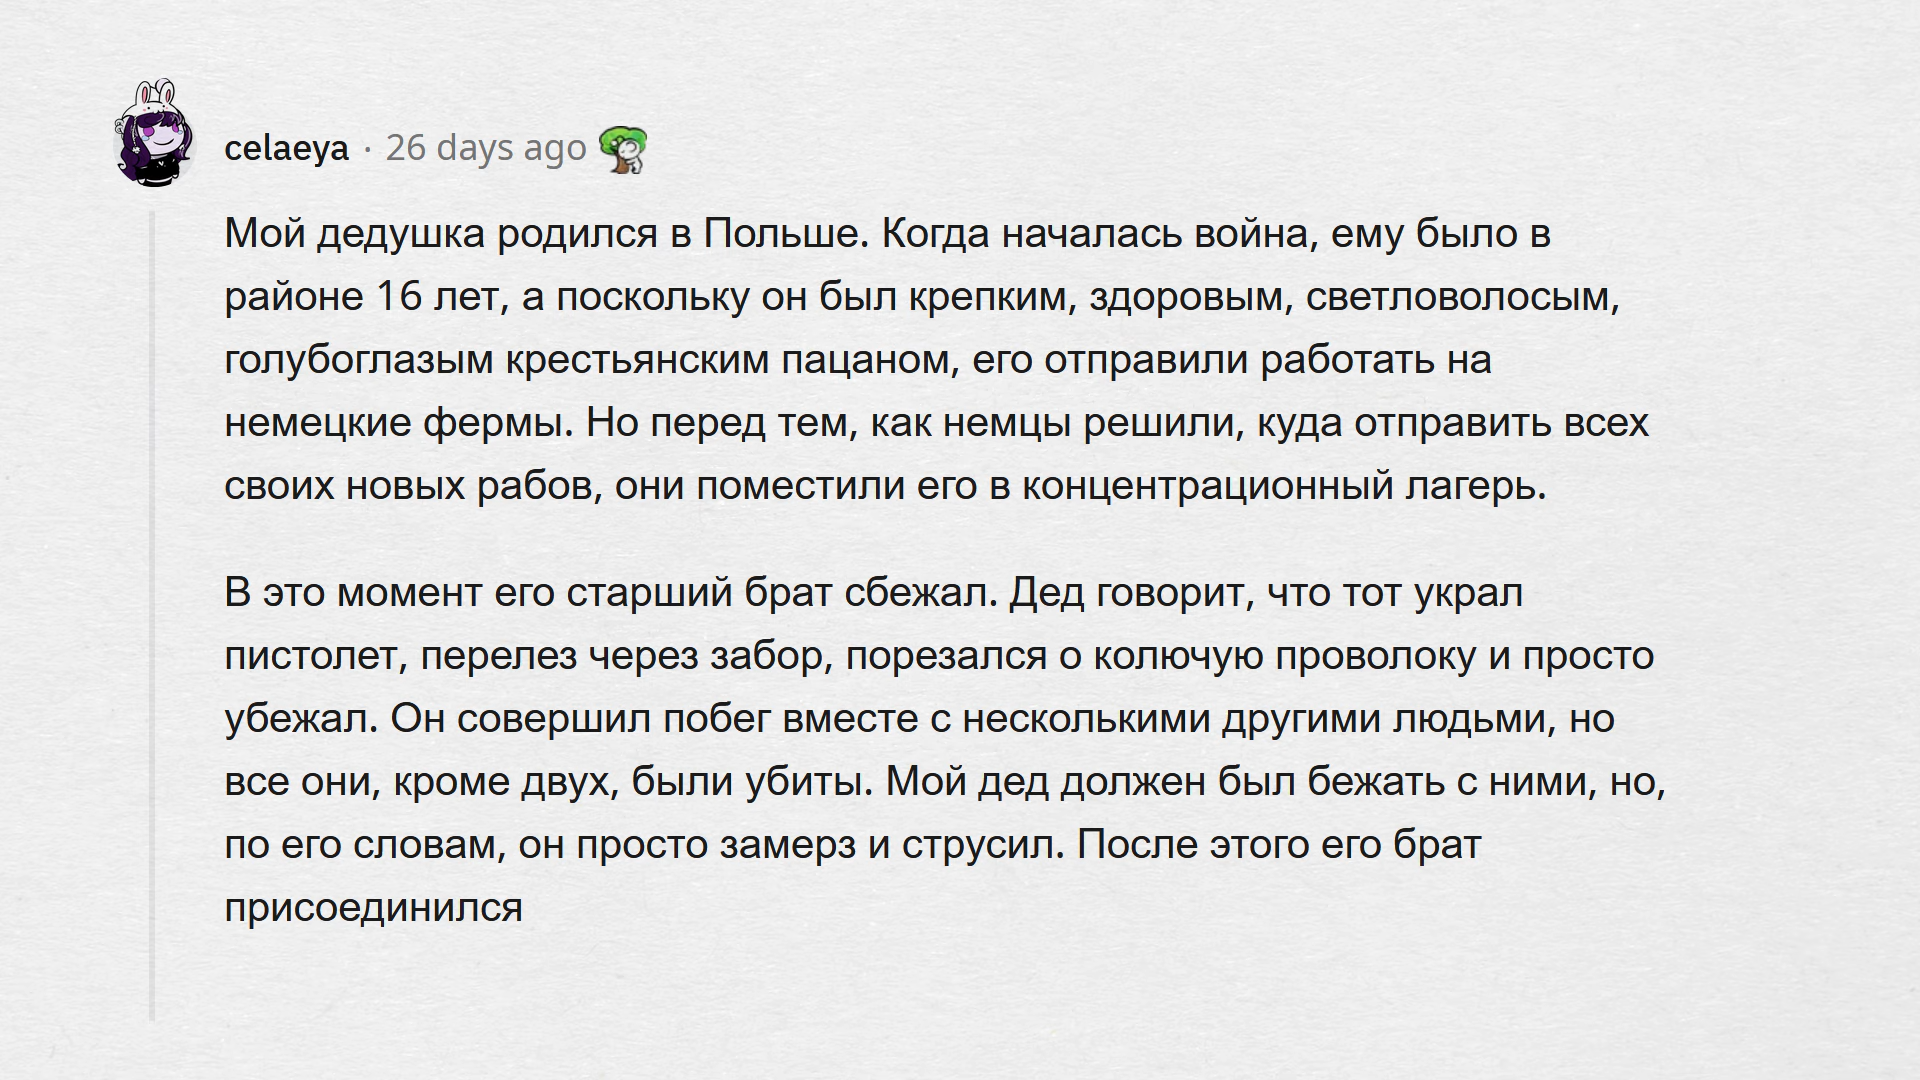 celaeya · 26 days ago
Мой дедушка родился в Польше. Когда началась война, ему было в
районе 16 лет, а поскольку он был крепким, здоровым, светловолосым,
голубоглазым крестьянским пацаном, его отправили работать на
немецкие фермы. Но перед тем, как немцы решили, куда отправить всех
своих новых рабов, они поместили его в концентрационный лагерь.
В это момент его старший брат сбежал. Дед говорит, что тот украл
пистолет, перелез через забор, порезался о колючую проволоку и просто
убежал. Он совершил побег вместе с несколькими другими людьми, но
все они, кроме двух, были убиты. Мой дед должен был бежать с ними, но,
по его словам, он просто замерз и струсил. После этого его брат
присоединился